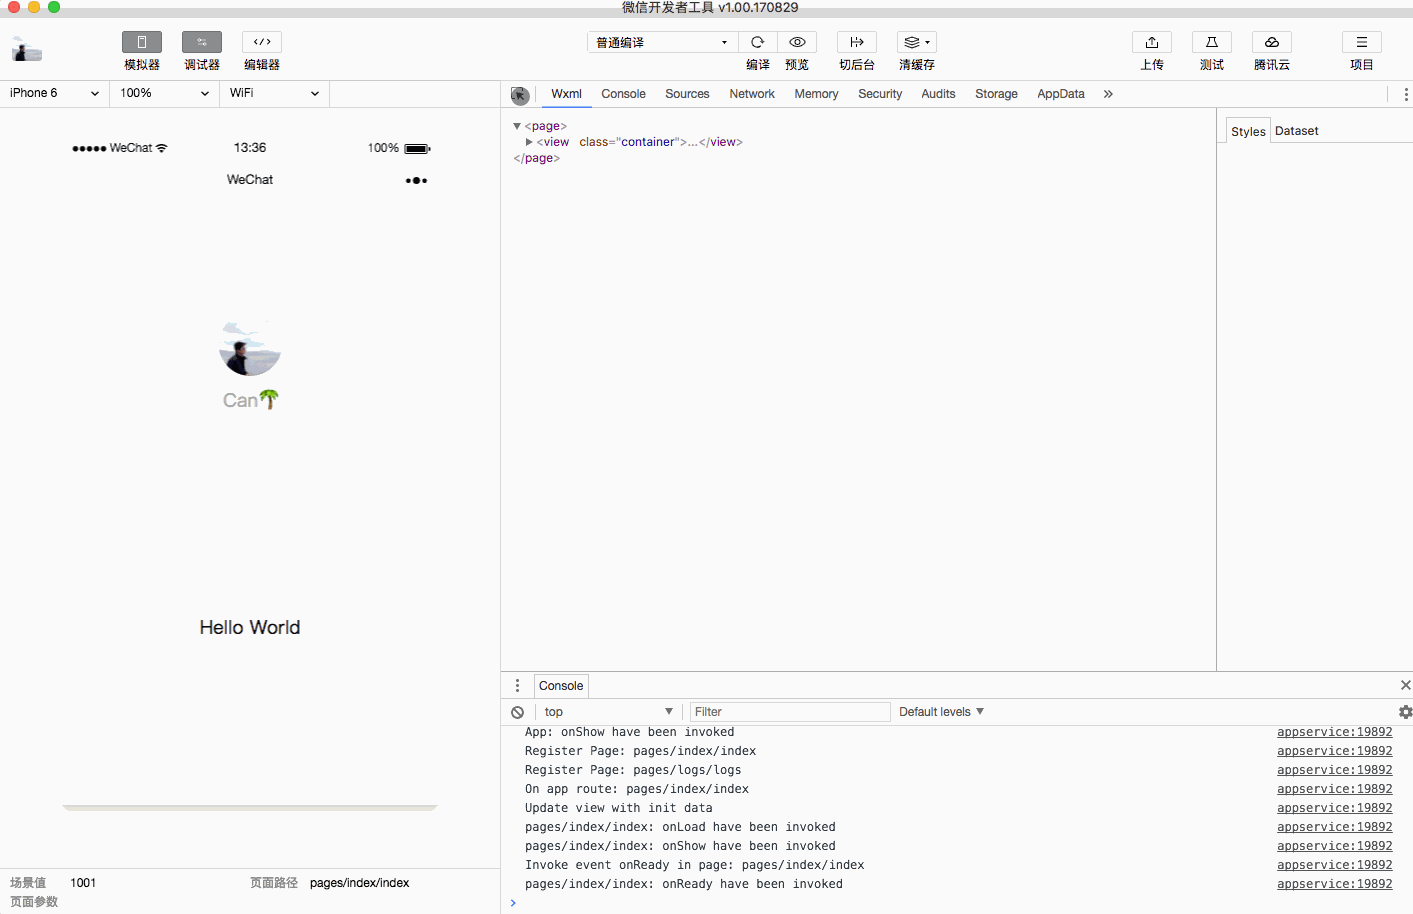 微信开发者工具 v1.00.170829
模拟器 调试器 编辑器 普通编译 编译 预览 切后台 清缓存 上传 测试 腾讯云 项目
iPhone 6 100% WiFi
Wxml Console Sources Network Memory Security Audits Storage AppData »
●●●●● WeChat 13:36 100%
WeChat
Can🌴
Hello World
▼<page>
▶<view class="container">…</view>
</page>
Styles Dataset
Console
top Filter Default levels
App: onShow have been invoked appservice:19892
Register Page: pages/index/index appservice:19892
Register Page: pages/logs/logs appservice:19892
On app route: pages/index/index appservice:19892
Update view with init data appservice:19892
pages/index/index: onLoad have been invoked appservice:19892
pages/index/index: onShow have been invoked appservice:19892
Invoke event onReady in page: pages/index/index appservice:19892
pages/index/index: onReady have been invoked appservice:19892
场景值 1001 页面路径 pages/index/index
页面参数